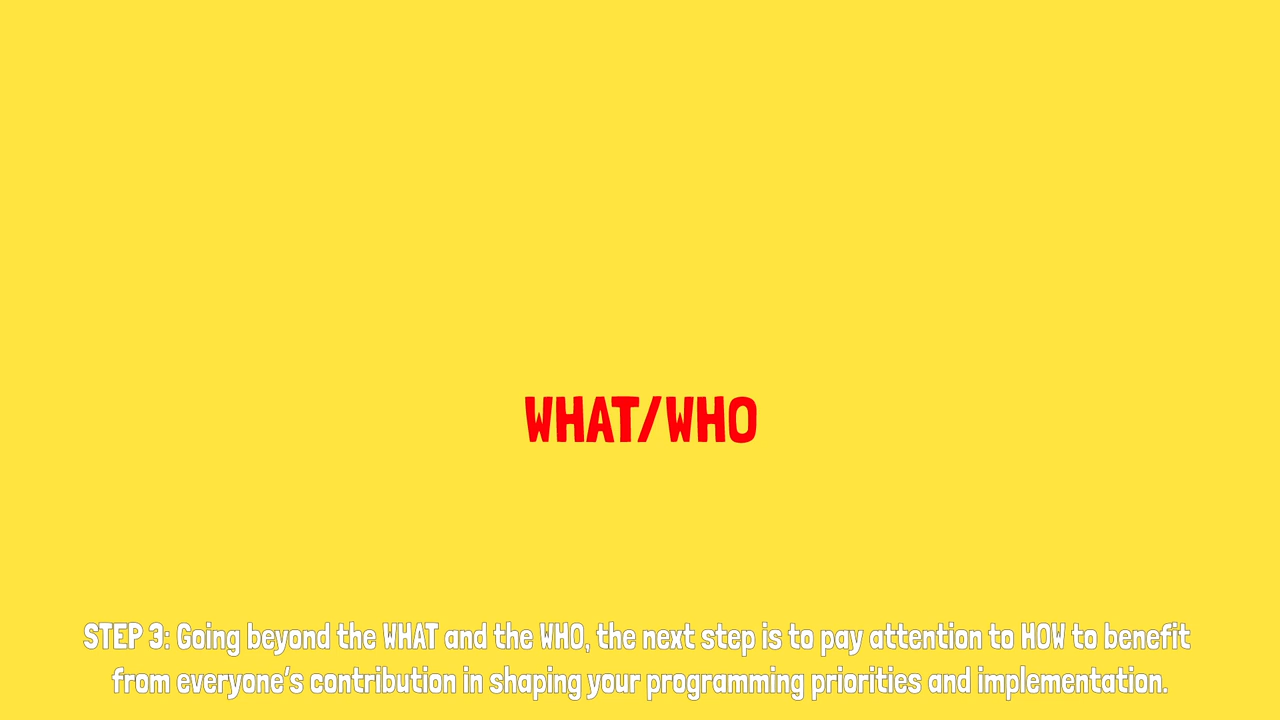 WHAT/WHO
STEP 3: Going beyond the WHAT and the WHO, the next step is to pay attention to HOW to benefit
from everyone's contribution in shaping your programming priorities and implementation.